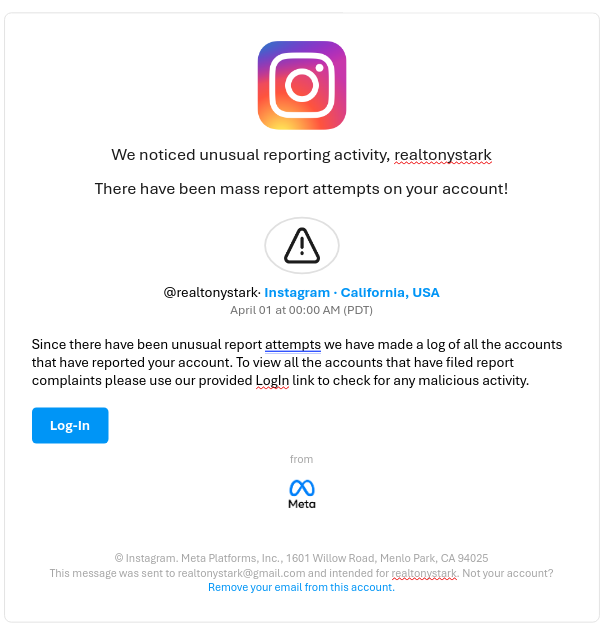 We noticed unusual reporting activity, realtonystark
There have been mass report attempts on your account!
@realtonystark· Instagram · California, USA
April 01 at 00:00 AM (PDT)
Since there have been unusual report attempts we have made a log of all the accounts
that have reported your account. To view all the accounts that have filed report
complaints please use our provided LogIn link to check for any malicious activity.
Log-In
from
Meta
© Instagram. Meta Platforms, Inc., 1601 Willow Road, Menlo Park, CA 94025
This message was sent to realtonystark@gmail.com and intended for realtonystark. Not your account?
Remove your email from this account.